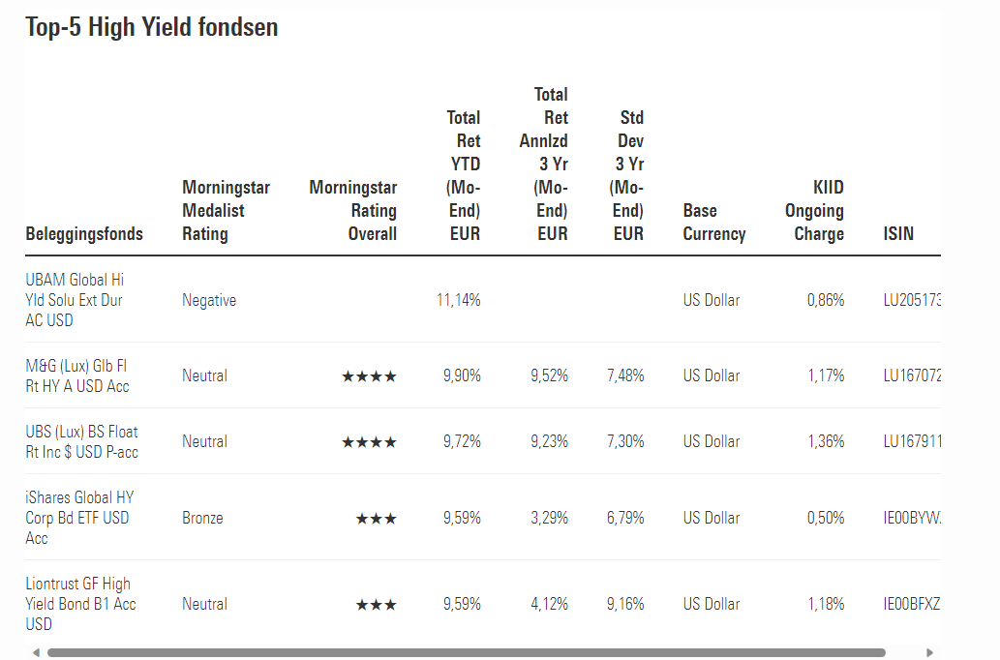 Top-5 High Yield fondsen
Beleggingsfonds Morningstar Medalist Rating Morningstar Rating Overall Total Ret YTD (Mo-End) EUR Total Ret Annlzd 3 Yr (Mo-End) EUR Std Dev 3 Yr (Mo-End) EUR Base Currency KIID Ongoing Charge ISIN
UBAM Global Hi Yld Solu Ext Dur AC USD Negative 11,14% US Dollar 0,86% LU205173
M&G (Lux) Glb Fl Rt HY A USD Acc Neutral ★★★★ 9,90% 9,52% 7,48% US Dollar 1,17% LU167072
UBS (Lux) BS Float Rt Inc $ USD P-acc Neutral ★★★★ 9,72% 9,23% 7,30% US Dollar 1,36% LU167911
iShares Global HY Corp Bd ETF USD Acc Bronze ★★★ 9,59% 3,29% 6,79% US Dollar 0,50% IE00BYW
Liontrust GF High Yield Bond B1 Acc USD Neutral ★★★ 9,59% 4,12% 9,16% US Dollar 1,18% IE00BFXZ